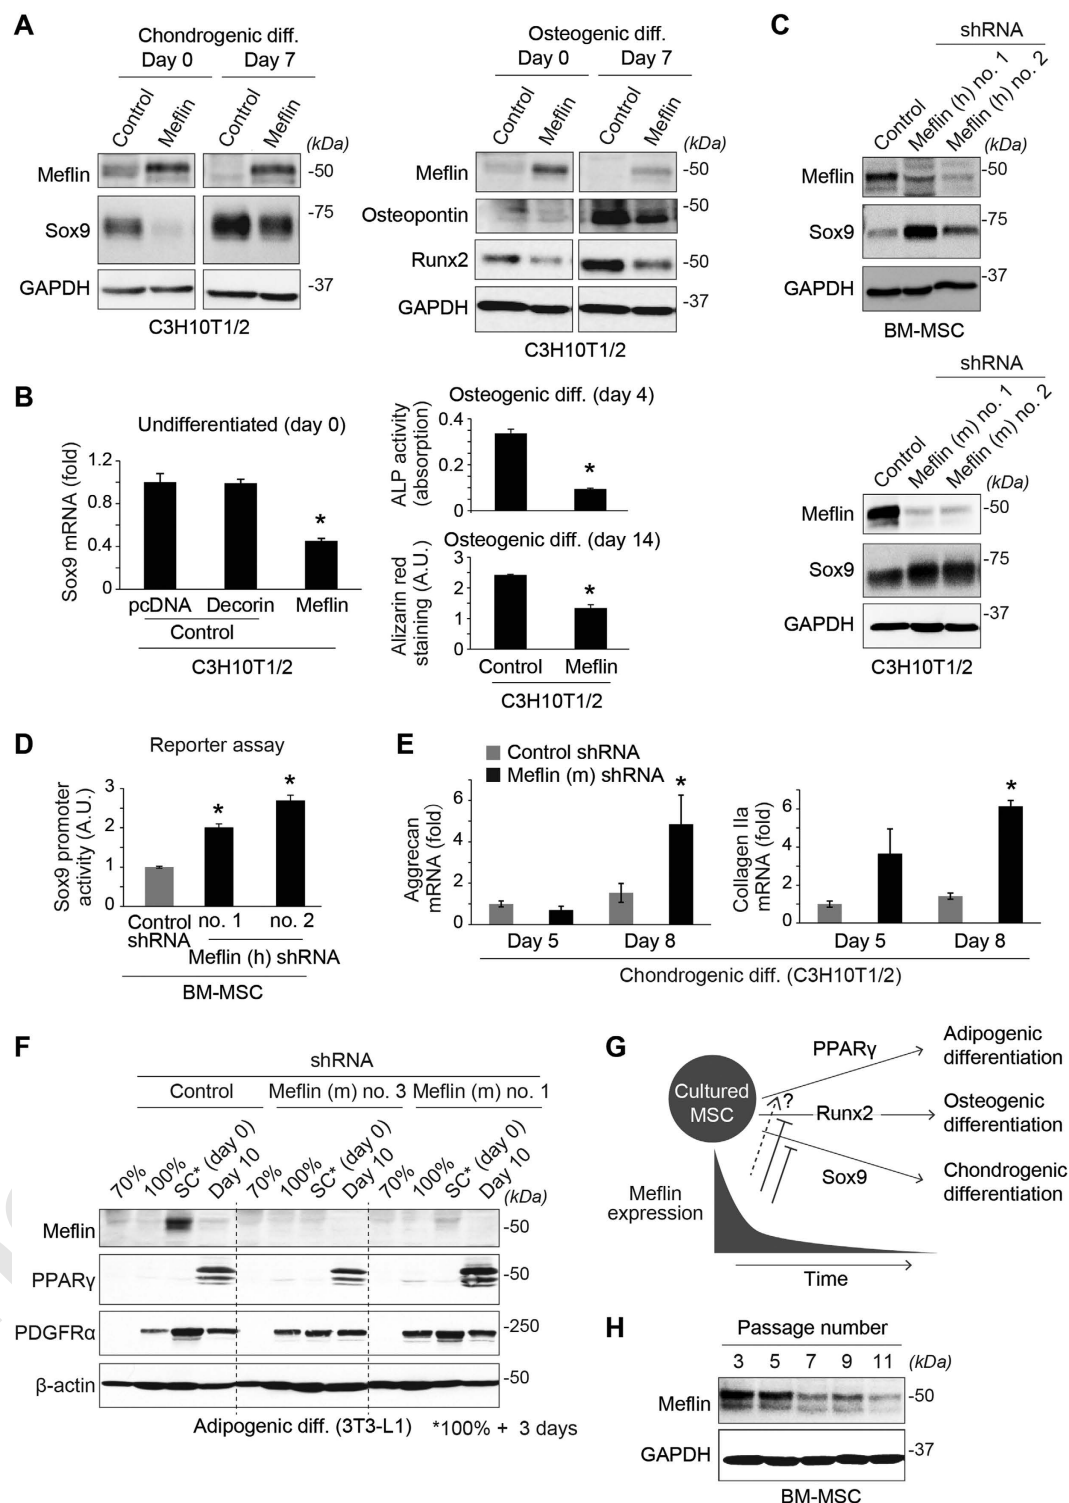 A
Chondrogenic diff.
Day 0
Day 7
Control
Meflin
Control
Meflin
(kDa)
Meflin
-50
Sox9
-75
GAPDH
-37
C3H10T1/2
Osteogenic diff.
Day 0
Day 7
Control
Meflin
Control
Meflin
(kDa)
Meflin
-50
Osteopontin
-50
Runx2
-50
GAPDH
-37
C3H10T1/2
C
shRNA
Control
Meflin (h) no. 1
Meflin (h) no. 2
(kDa)
Meflin
-50
Sox9
-75
GAPDH
-37
BM-MSC
shRNA
Control
Meflin (m) no. 1
Meflin (m) no. 2
(kDa)
Meflin
-50
Sox9
-75
GAPDH
-37
C3H10T1/2
B
Undifferentiated (day 0)
Sox9 mRNA (fold)
1.2
0.8
0.4
0
*
pcDNA Decorin Meflin
Control
C3H10T1/2
Osteogenic diff. (day 4)
ALP activity
(absorption)
0.4
0.2
0
*
Osteogenic diff. (day 14)
Alizarin red
staining (A.U.)
3
2
1
0
*
Control Meflin
C3H10T1/2
D
Reporter assay
Sox9 promoter
activity (A.U.)
3
2
1
0
*
*
Control
shRNA
no. 1
no. 2
Meflin (h) shRNA
BM-MSC
E
Control shRNA
Meflin (m) shRNA
Aggrecan
mRNA (fold)
6
4
2
0
*
Day 5
Day 8
Collagen IIa
mRNA (fold)
6
4
2
0
*
Day 5
Day 8
Chondrogenic diff. (C3H10T1/2)
F
shRNA
Control
Meflin (m) no. 3
Meflin (m) no. 1
70%
100%
SC* (day 0)
Day 10
70%
100%
SC* (day 0)
Day 10
70%
100%
SC* (day 0)
Day 10
(kDa)
Meflin
-50
PPARγ
-50
PDGFRα
-250
β-actin
-50
Adipogenic diff. (3T3-L1)
*100% + 3 days
G
Cultured
MSC
PPARγ
Adipogenic
differentiation
?
Runx2
Osteogenic
differentiation
Sox9
Chondrogenic
differentiation
Meflin
expression
Time
H
Passage number
3 5 7 9 11
(kDa)
Meflin
-50
GAPDH
-37
BM-MSC